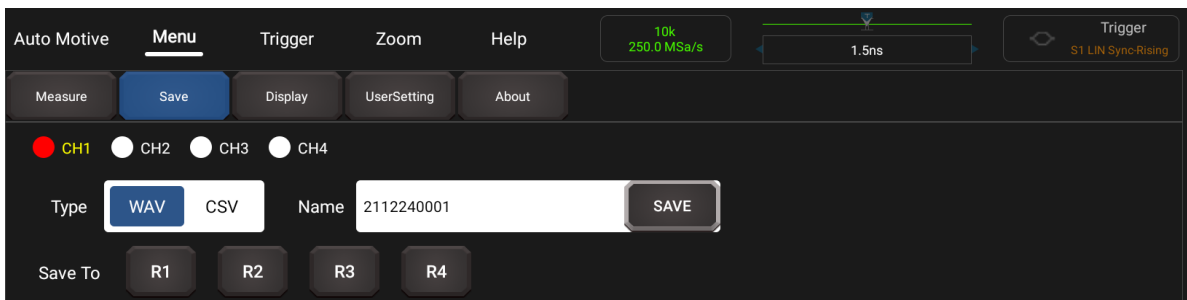 Auto Motive Menu Trigger Zoom Help 10k Trigger
250.0 MSa/s 1.5ns S1 LIN Sync-Rising
Measure Save Display UserSetting About
CH1 CH2 CH3 CH4
Type WAV CSV Name 2112240001 SAVE
Save To R1 R2 R3 R4